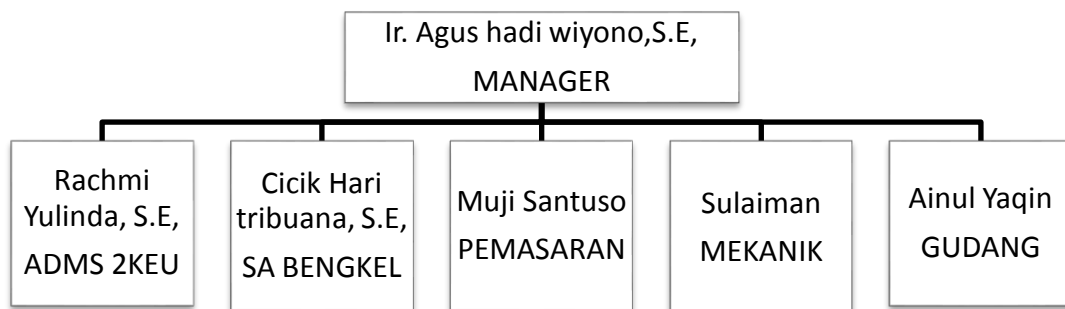 Ir. Agus hadi wiyono,S.E,
MANAGER
Rachmi
Yulinda, S.E,
ADMS 2KEU
Cicik Hari
tribuana, S.E,
SA BENGKEL
Muji Santuso
PEMASARAN
Sulaiman
MEKANIK
Ainul Yaqin
GUDANG